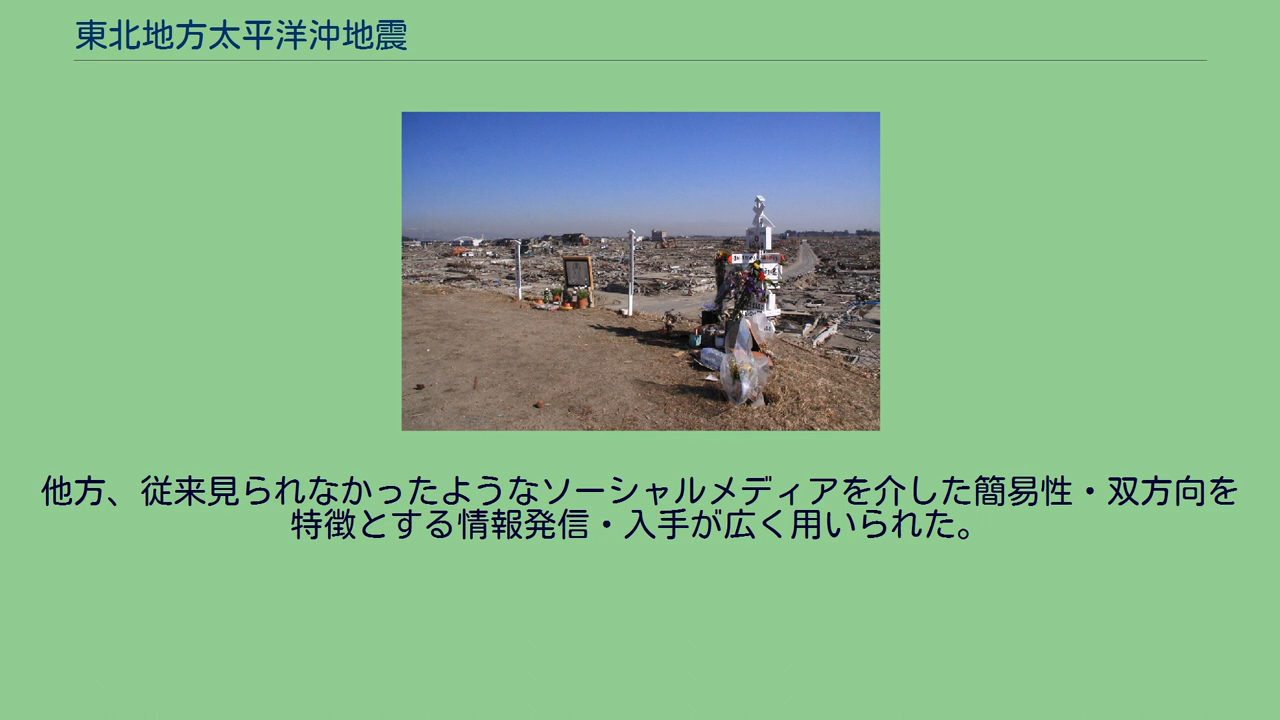 東北地方太平洋沖地震
他方、従来見られなかったようなソーシャルメディアを介した簡易性・双方向を
特徴とする情報発信・入手が広く用いられた。